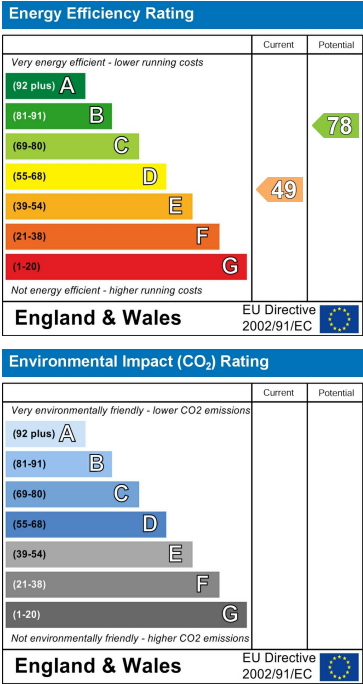 Energy Efficiency Rating
Current Potential
Very energy efficient - lower running costs
(92 plus) A
(81-91) B
(69-80) C
(55-68) D
(39-54) E
(21-38) F
(1-20) G
78
49
Not energy efficient - higher running costs
England & Wales
EU Directive
2002/91/EC
Environmental Impact (CO₂) Rating
Current Potential
Very environmentally friendly - lower CO2 emissions
(92 plus) A
(81-91) B
(69-80) C
(55-68) D
(39-54) E
(21-38) F
(1-20) G
Not environmentally friendly - higher CO2 emissions
England & Wales
EU Directive
2002/91/EC